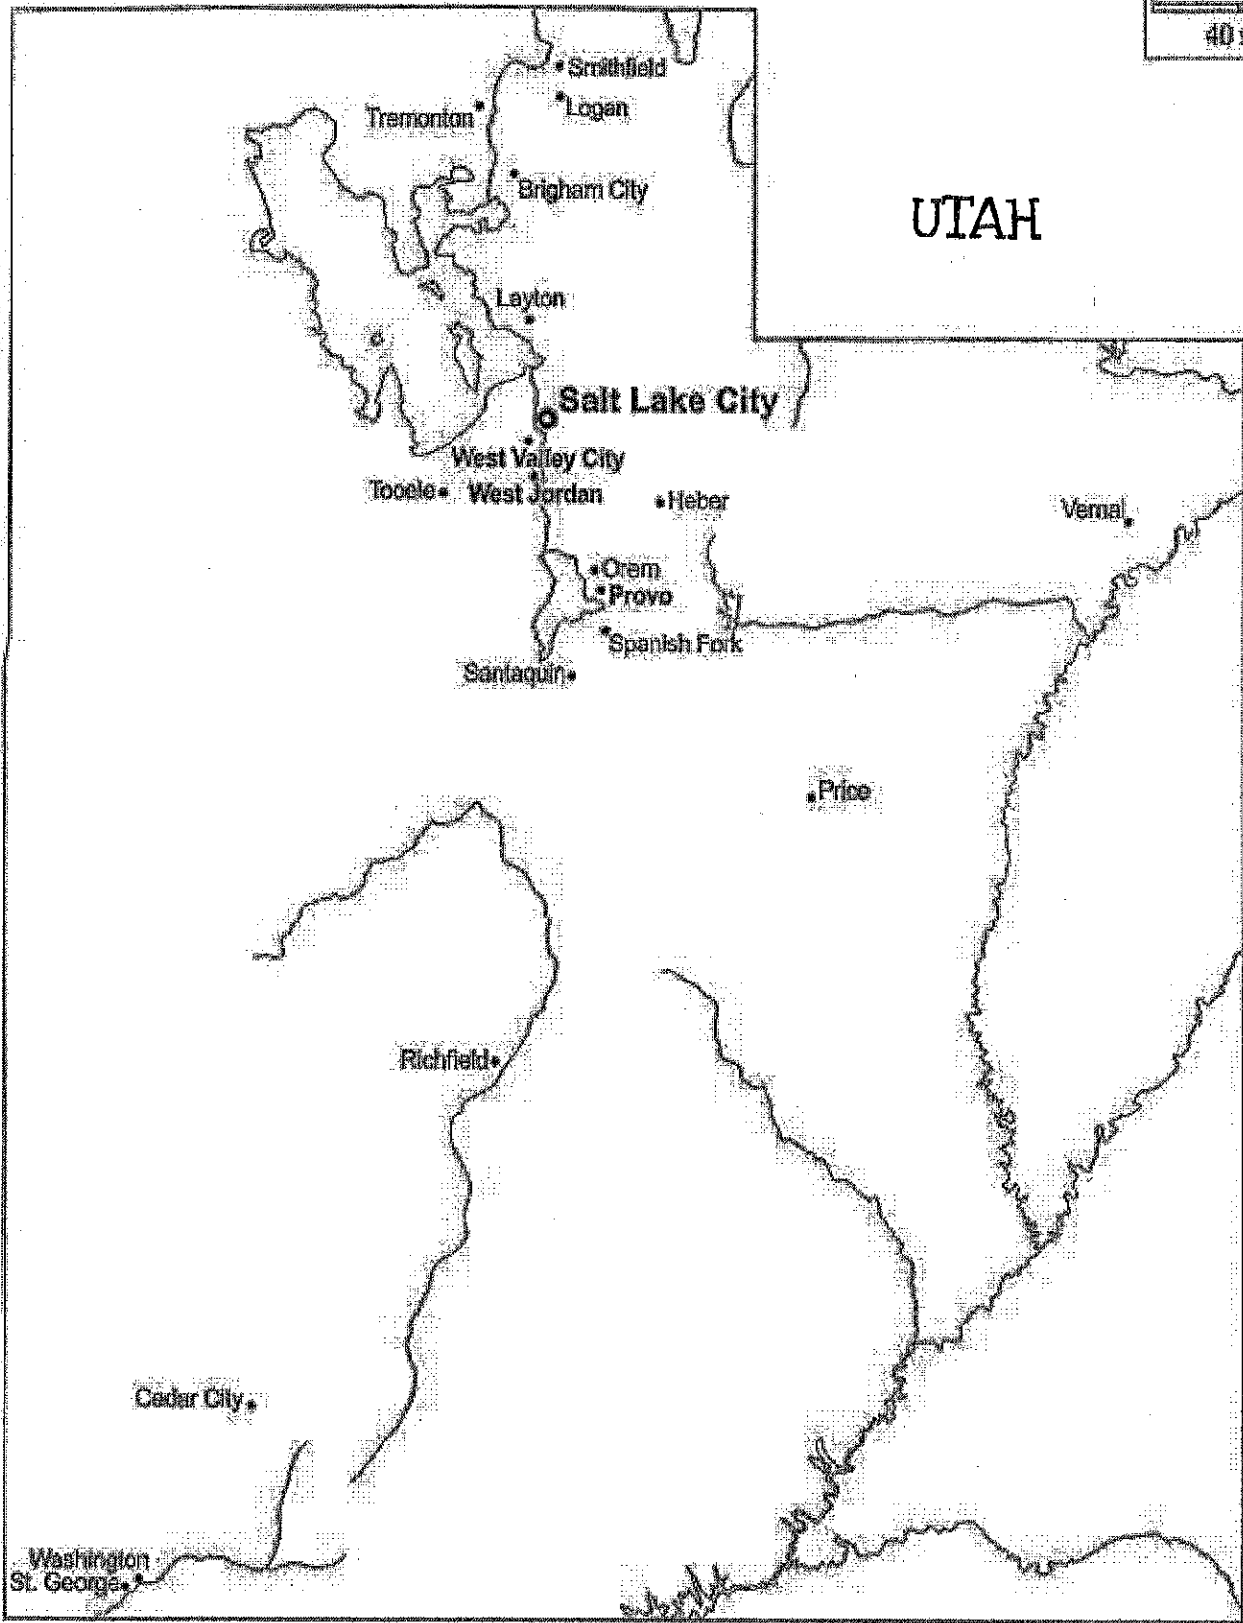 40
Smithfield
Logan
Tremonton
Brigham City
UTAH
Layton
Salt Lake City
West Valley City
Tooele
West Jordan
Heber
Vernal
Orem
Provo
Spanish Fork
Santaquin
Price
Richfield
Cedar City
Washington
St. George